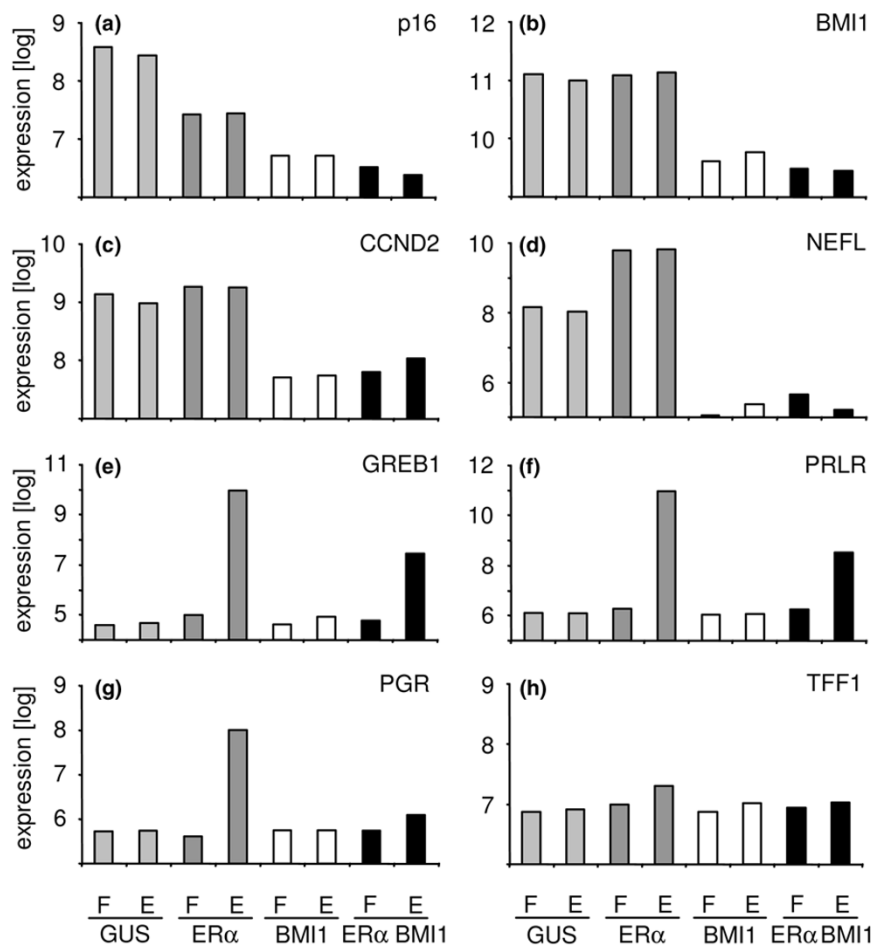 (a) p16
expression [log]
9
8
7
(b) BMI1
12
11
10
(c) CCND2
expression [log]
10
9
8
(d) NEFL
10
8
6
(e) GREB1
expression [log]
11
9
7
5
(f) PRLR
12
10
8
6
(g) PGR
expression [log]
9
8
7
6
(h) TFF1
9
8
7
F E F E F E F E
GUS ERα BMI1 ERα BMI1
F E F E F E F E
GUS ERα BMI1 ERα BMI1